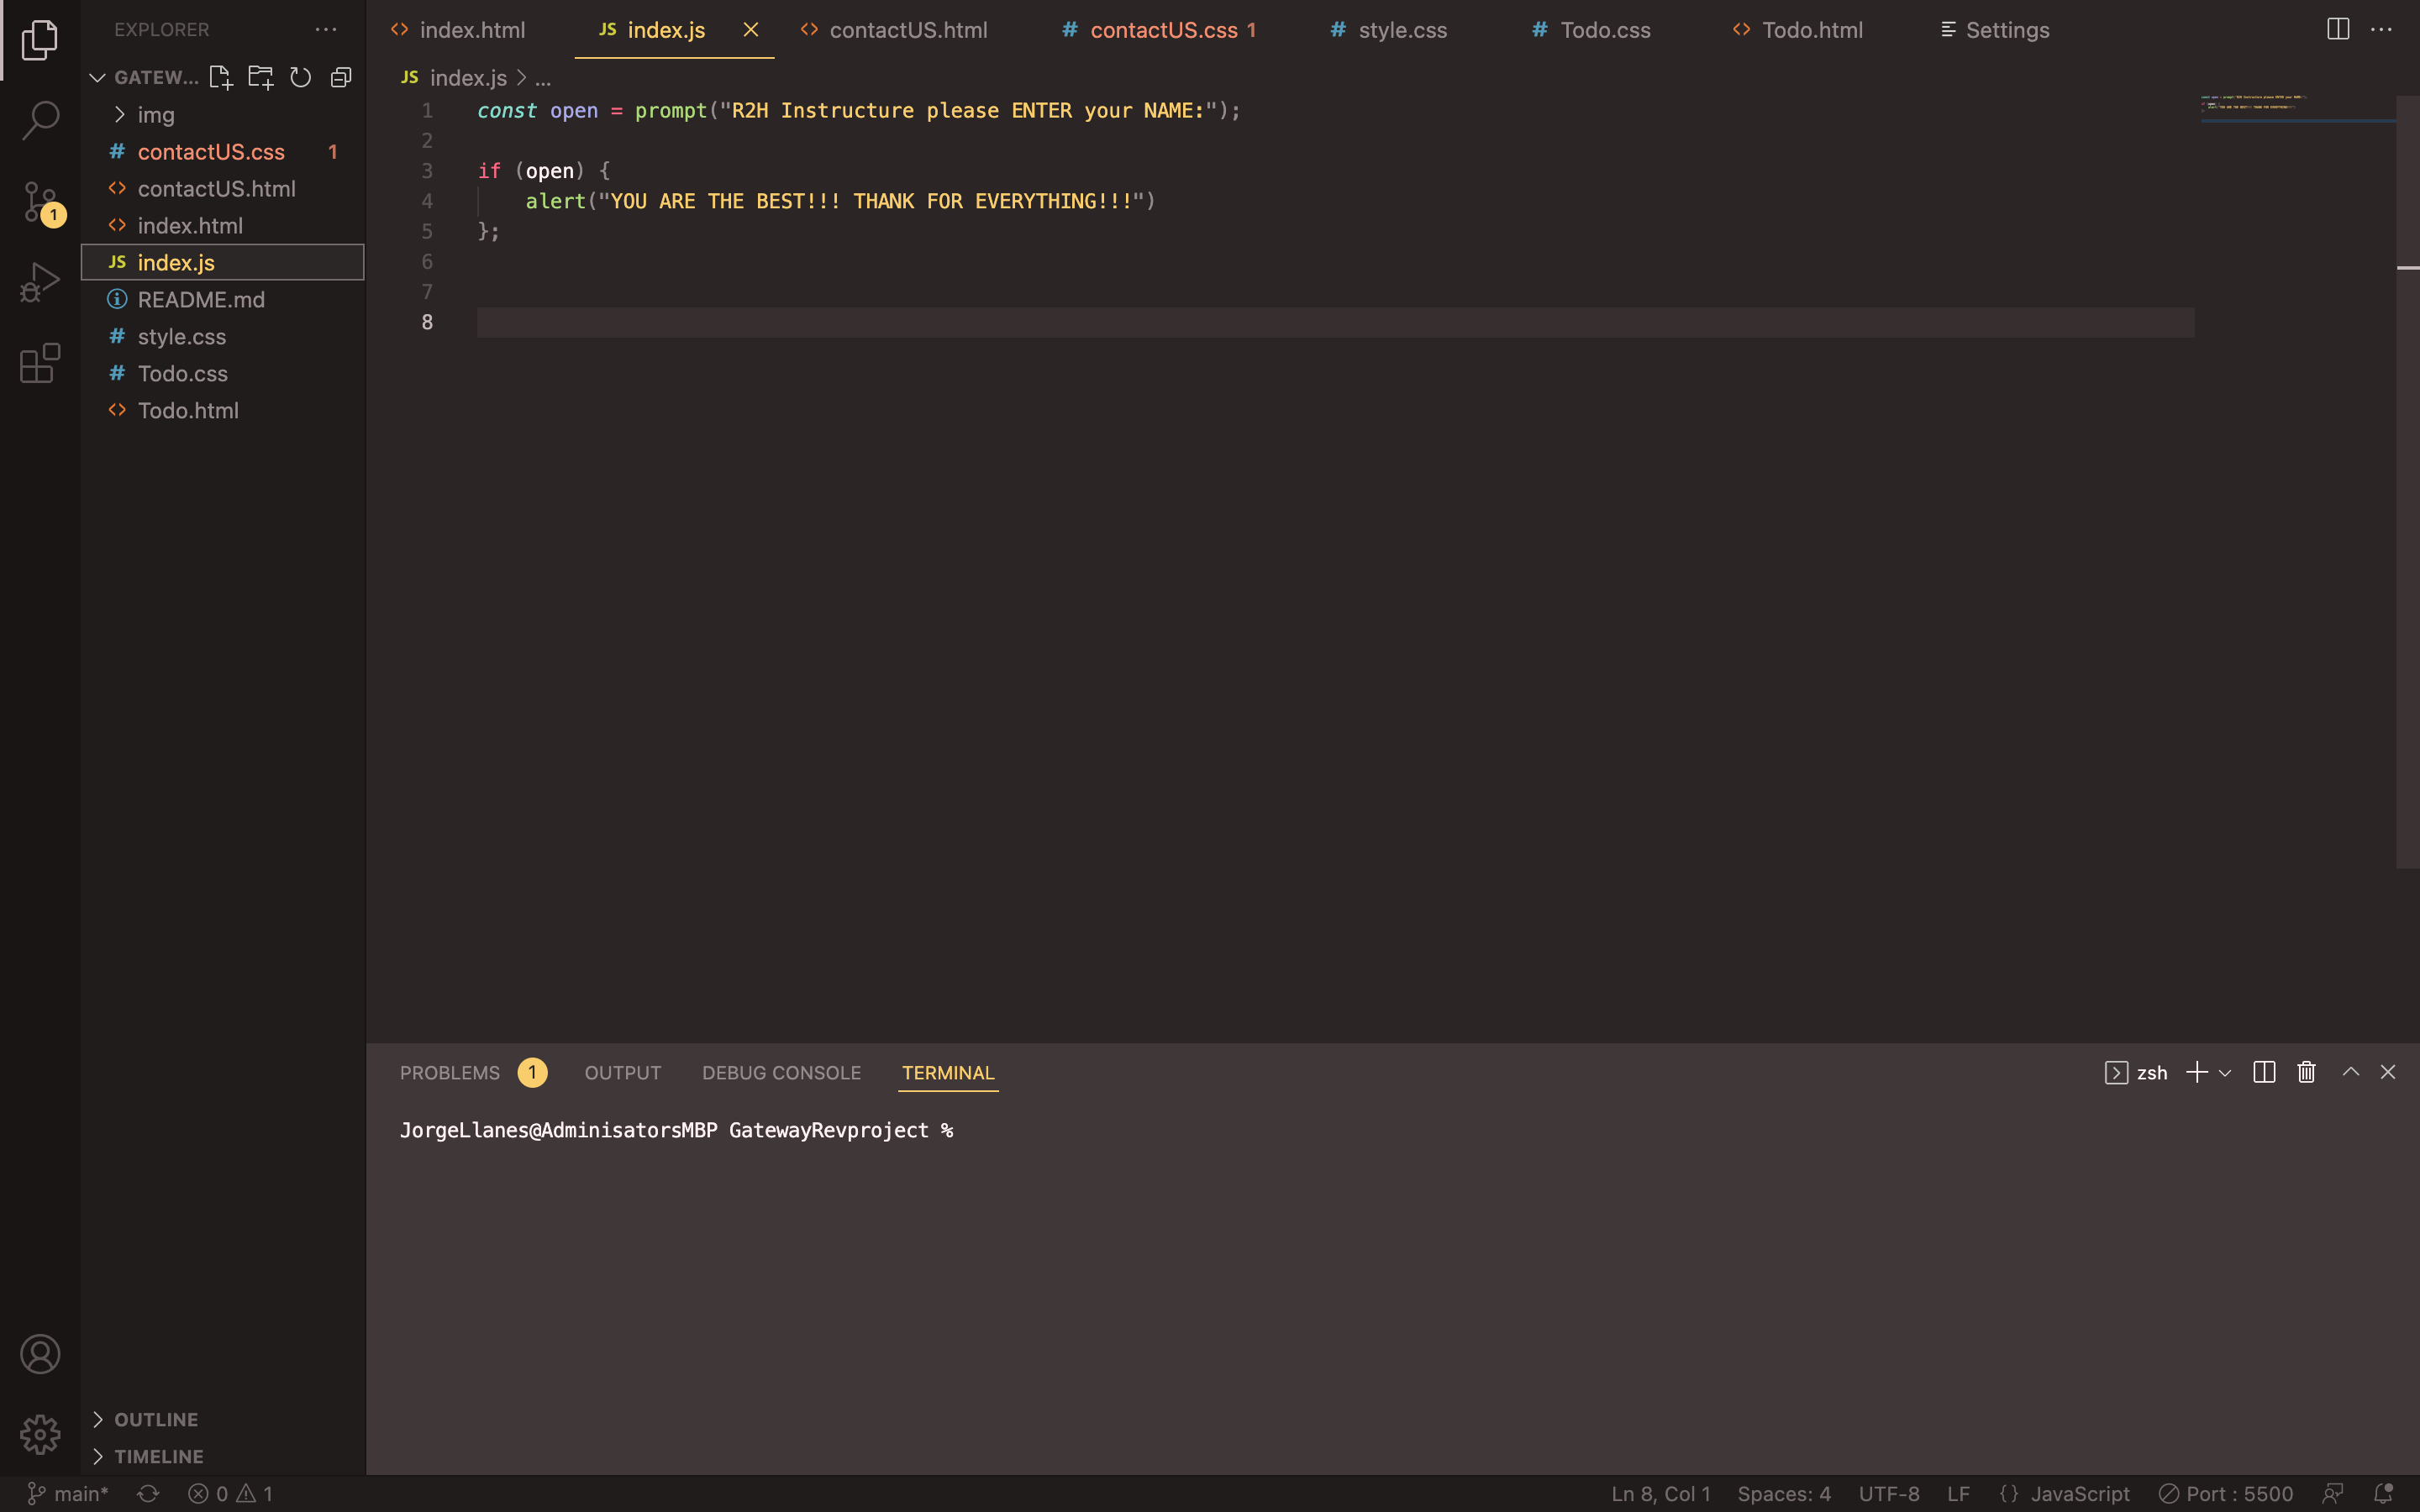 EXPLORER
index.html
JS index.js
contactUS.html
# contactUS.css 1
# style.css
# Todo.css
Todo.html
Settings
GATEW...
img
# contactUS.css 1
contactUS.html
index.html
JS index.js
README.md
# style.css
# Todo.css
Todo.html
1
OUTLINE
TIMELINE
JS index.js > ...
1 const open = prompt("R2H Instructure please ENTER your NAME:");
2
3 if (open) {
4 alert("YOU ARE THE BEST!!! THANK FOR EVERYTHING!!!")
5 };
6
7
8
PROBLEMS 1 OUTPUT DEBUG CONSOLE TERMINAL
zsh
JorgeLlanes@AdminisatorsMBP GatewayRevproject %
main* 0 1
Ln 8, Col 1 Spaces: 4 UTF-8 LF {} JavaScript Port : 5500